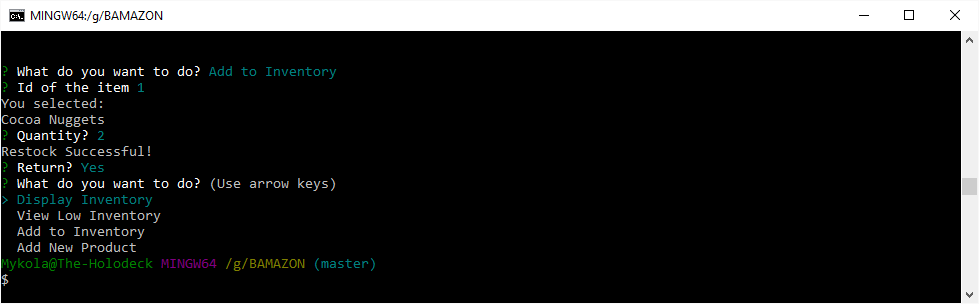 MINGW64:/g/BAMAZON
? What do you want to do? Add to Inventory
? Id of the item 1
You selected:
Cocoa Nuggets
? Quantity? 2
Restock Successful!
? Return? Yes
? What do you want to do? (Use arrow keys)
> Display Inventory
  View Low Inventory
  Add to Inventory
  Add New Product
Mykola@The-Holodeck MINGW64 /g/BAMAZON (master)
$